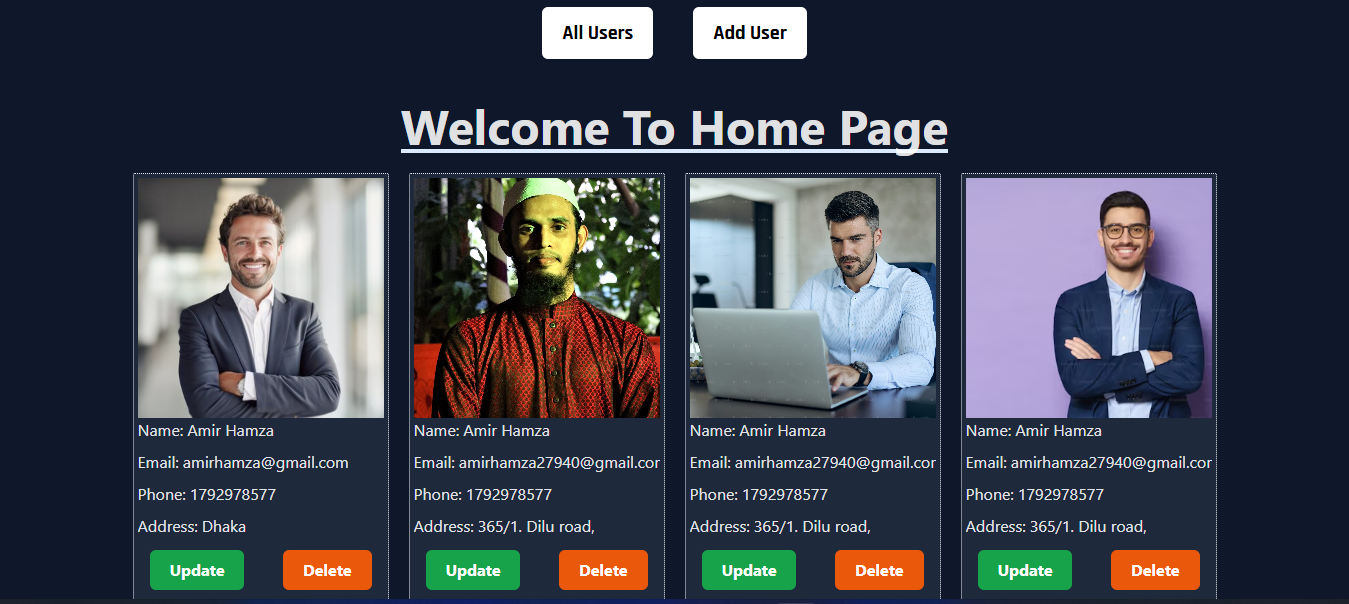 All Users Add User
Welcome To Home Page
Name: Amir Hamza
Email: amirhamza@gmail.com
Phone: 1792978577
Address: Dhaka
Update Delete
Name: Amir Hamza
Email: amirhamza27940@gmail.cor
Phone: 1792978577
Address: 365/1. Dilu road,
Update Delete
Name: Amir Hamza
Email: amirhamza27940@gmail.cor
Phone: 1792978577
Address: 365/1. Dilu road,
Update Delete
Name: Amir Hamza
Email: amirhamza27940@gmail.cor
Phone: 1792978577
Address: 365/1. Dilu road,
Update Delete